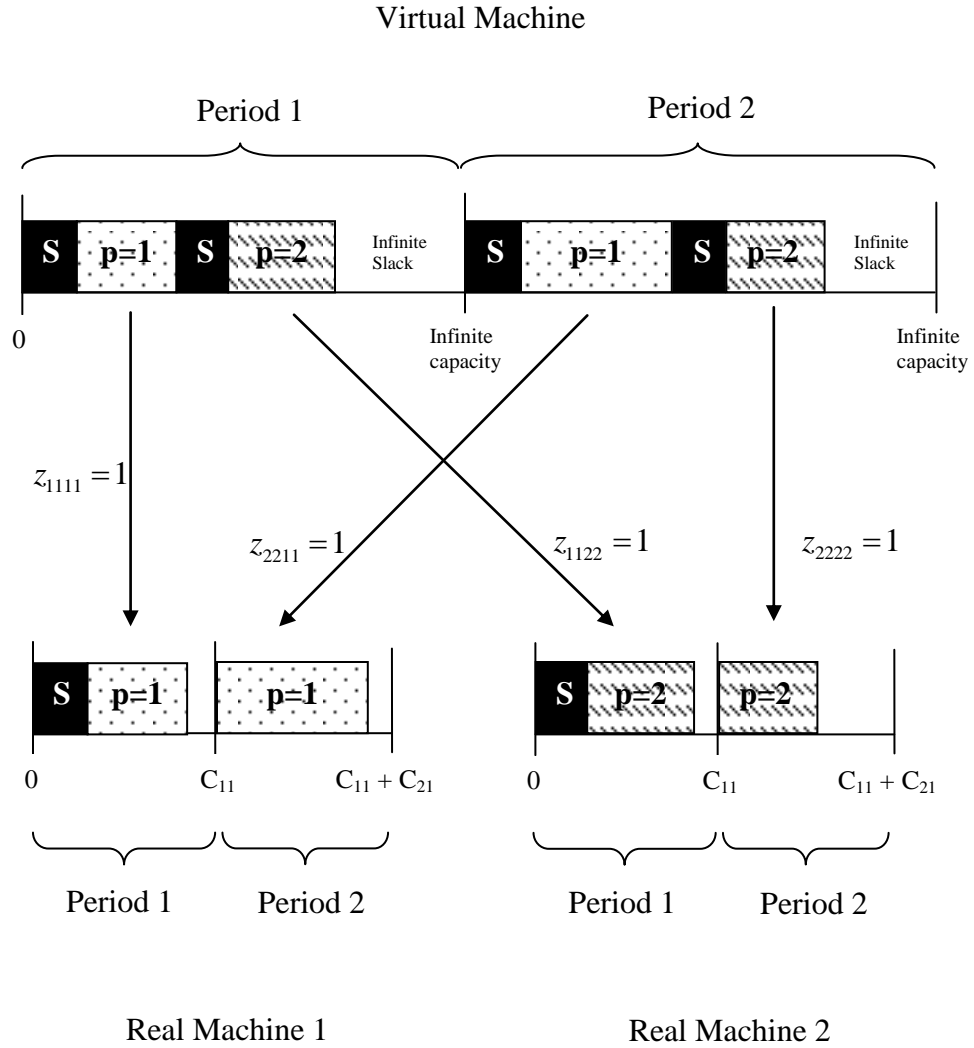 Virtual Machine
Period 1
Period 2
S p=1 S p=2 Infinite Slack S p=1 S p=2 Infinite Slack
0
Infinite capacity
Infinite capacity
z₁₁₁₁ = 1
z₂₂₁₁ = 1
z₁₁₂₂ = 1
z₂₂₂₂ = 1
S p=1 p=1
S p=2 p=2
0 C₁₁ C₁₁ + C₂₁
0 C₁₁ C₁₁ + C₂₁
Period 1 Period 2
Period 1 Period 2
Real Machine 1
Real Machine 2